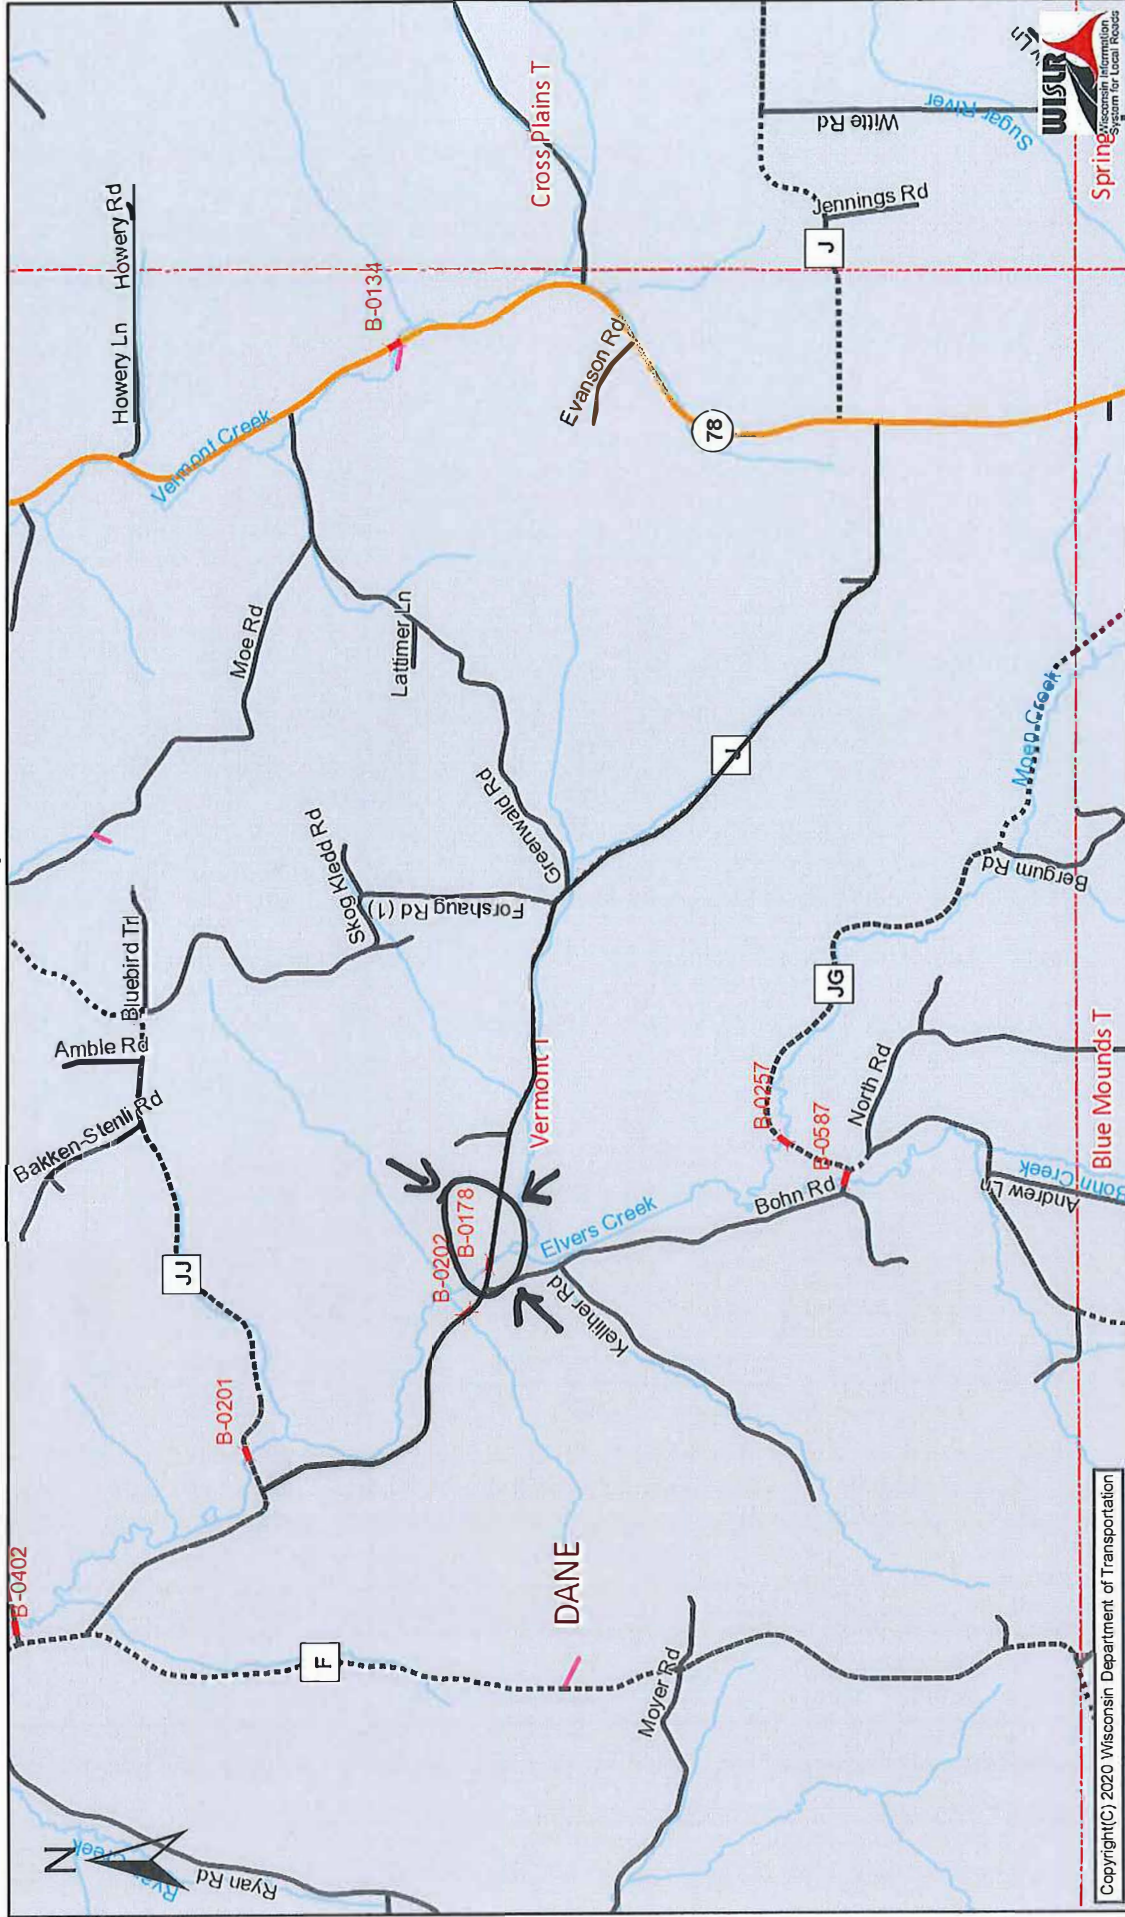 Howery Ln
Howery Rd
B-0134
Cross Plains T
Witte Rd
Sugar River
Jennings Rd
J
WISLR
Wisconsin Information
System for Local Roads
Spring
Evanson Rd
78
Vermont Creek
Moe Rd
Lattimer Ln
Greenwald Rd
Skog Kledd Rd
Forshaug Rd (1)
J
Moen Creek
Bergum Rd
JG
Bluebird Trl
Amble Rd
Bakken-Stenli Rd
JJ
Vermont T
B-0257
B-0587
North Rd
Blue Mounds T
Bohn Creek
Andrew Ln
Bohn Rd
Elvers Creek
B-0178
B-0202
Kelliher Rd
B-0201
B-0402
DANE
F
Moyer Rd
N
Ryan Creek
Ryan Rd
Copyright(C) 2020 Wisconsin Department of Transportation